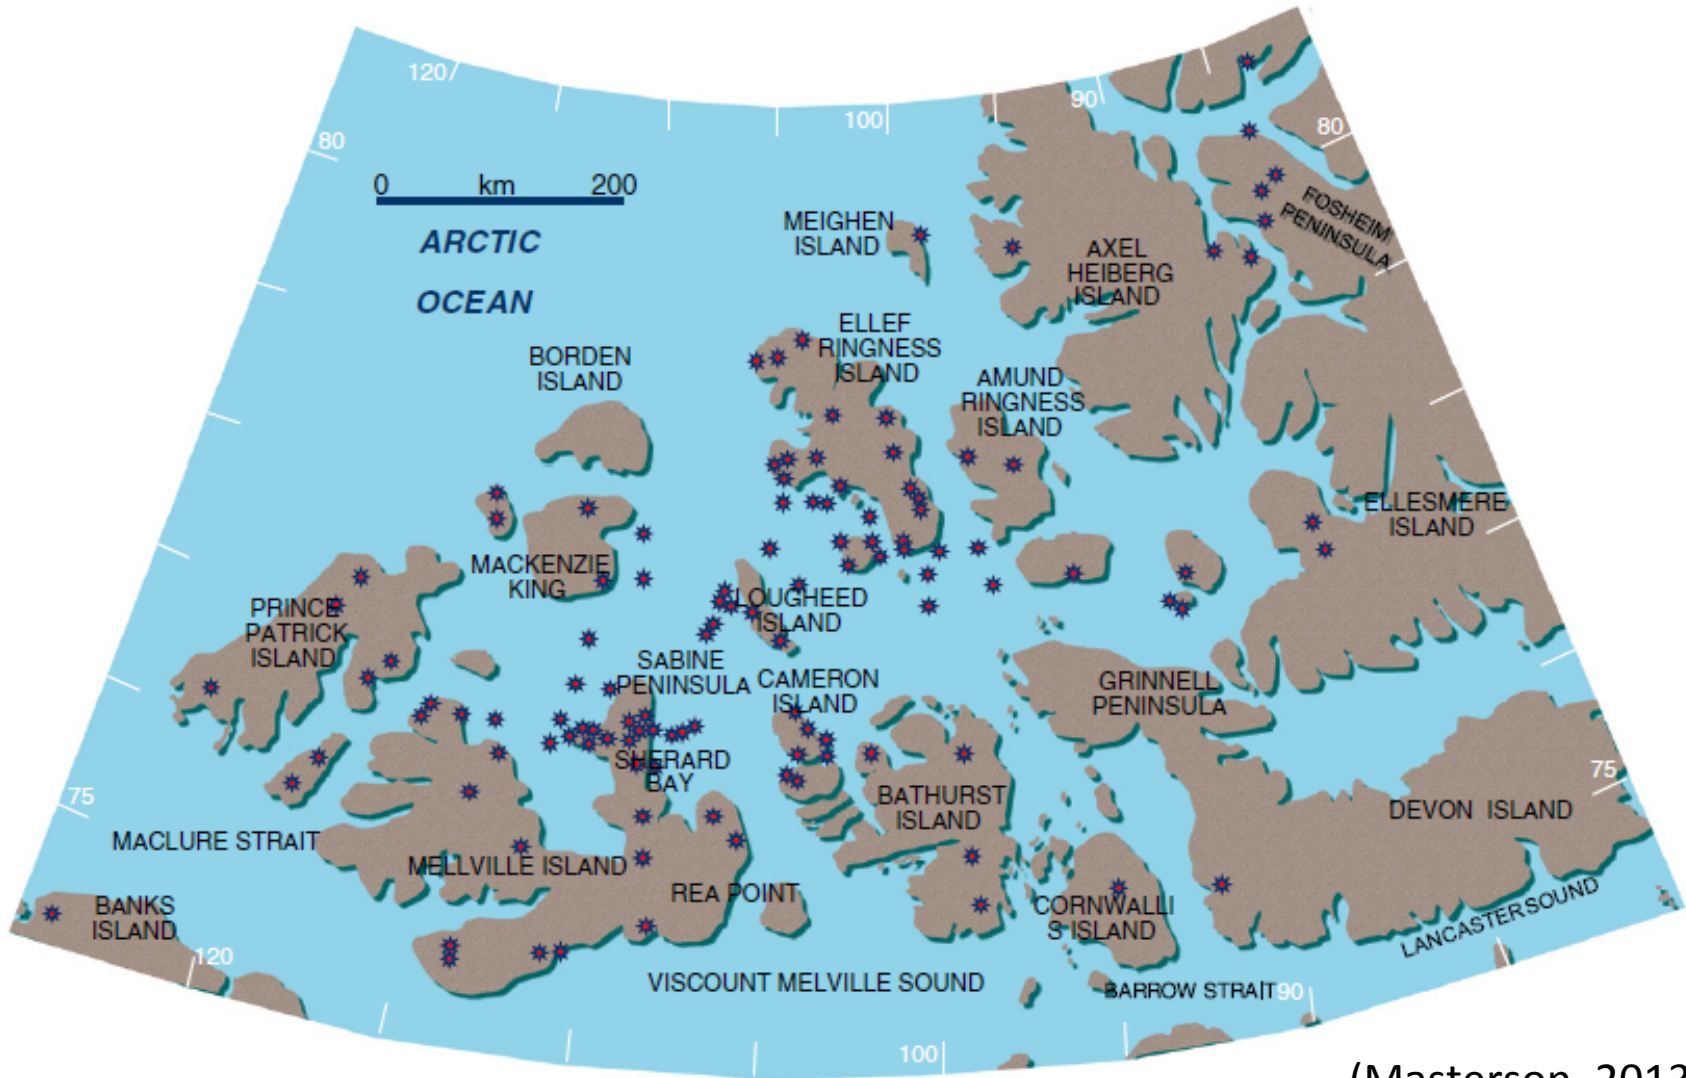 120
100
90
80
80
0 km 200
ARCTIC
OCEAN
MEIGHEN
ISLAND
AXEL
HEIBERG
ISLAND
FOSHEIM
PENINSULA
BORDEN
ISLAND
ELLEF
RINGNESS
ISLAND
AMUND
RINGNESS
ISLAND
ELLESMERE
ISLAND
MACKENZIE
KING
PRINCE
PATRICK
ISLAND
LOUGHEED
ISLAND
SABINE
PENINSULA
CAMERON
ISLAND
GRINNELL
PENINSULA
SHERARD
BAY
75
75
BATHURST
ISLAND
DEVON ISLAND
MACLURE STRAIT
MELLVILLE ISLAND
REA POINT
BANKS
ISLAND
CORNWALLI
S ISLAND
LANCASTER SOUND
120
VISCOUNT MELVILLE SOUND
BARROW STRAIT
90
100
(Masterson, 2013